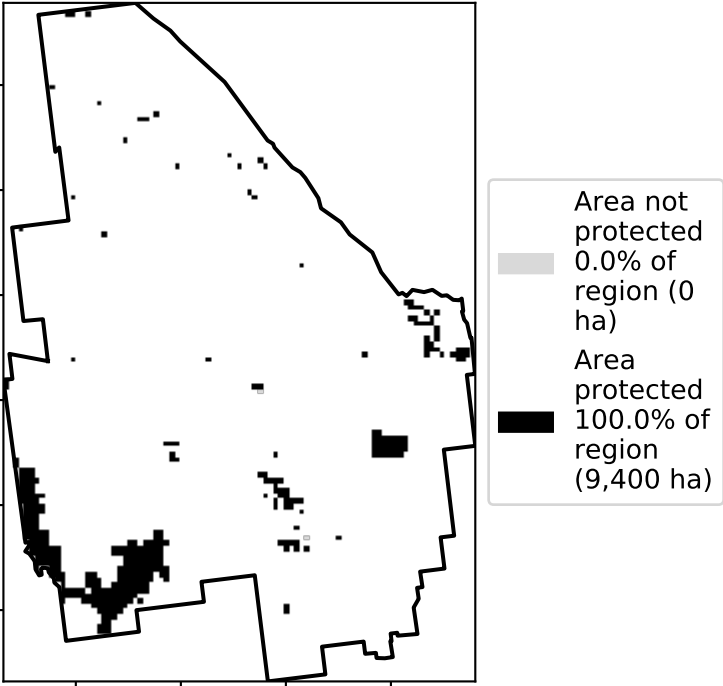 Area not
protected
0.0% of
region (0
ha)
Area
protected
100.0% of
region
(9,400 ha)